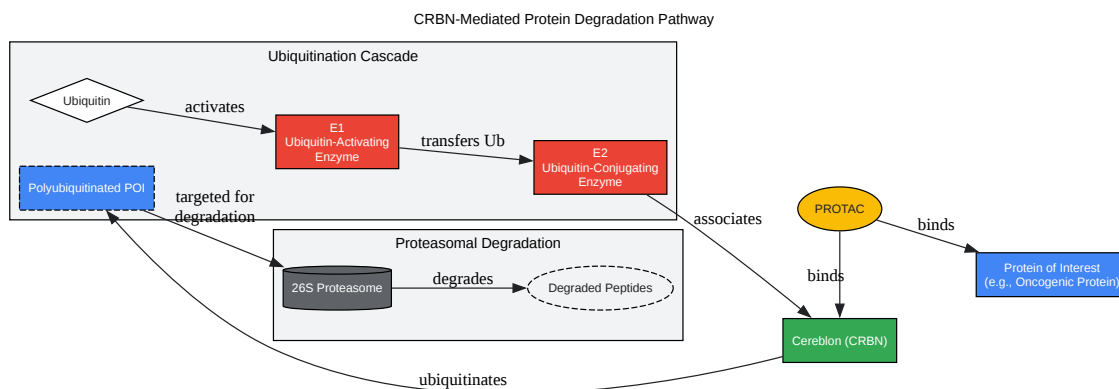 CRBN-Mediated Protein Degradation Pathway
Ubiquitination Cascade
Ubiquitin
activates
E1
Ubiquitin-Activating
Enzyme
transfers Ub
E2
Ubiquitin-Conjugating
Enzyme
Polyubiquitinated POI
targeted for
degradation
associates
PROTAC
binds
binds
Protein of Interest
(e.g., Oncogenic Protein)
Proteasomal Degradation
26S Proteasome
degrades
Degraded Peptides
Cereblon (CRBN)
ubiquitinates